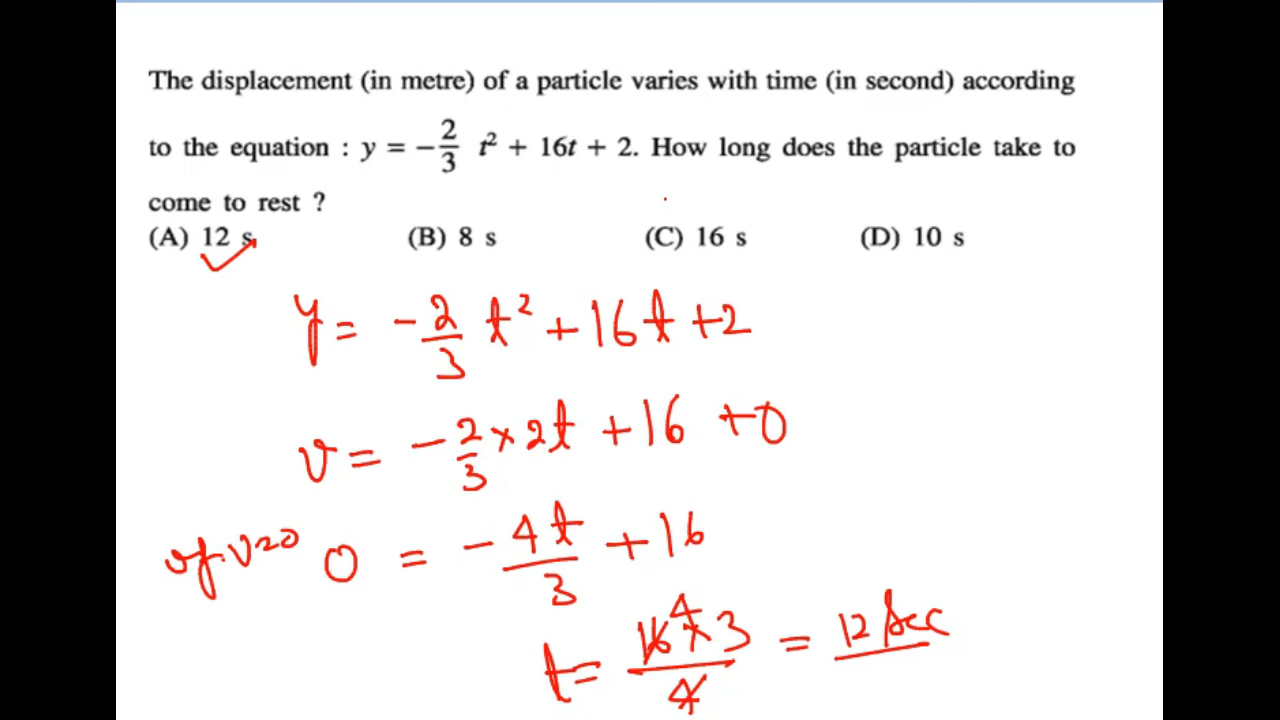 The displacement (in metre) of a particle varies with time (in second) according
to the equation : y = -2/3 t² + 16t + 2. How long does the particle take to
come to rest ?
(A) 12 s (B) 8 s (C) 16 s (D) 10 s
y = -2/3 t² + 16t + 2
v = -2/3 × 2t + 16 + 0
if v=0 0 = -4t/3 + 16
t = 16 4 × 3 / 4 = 12 sec